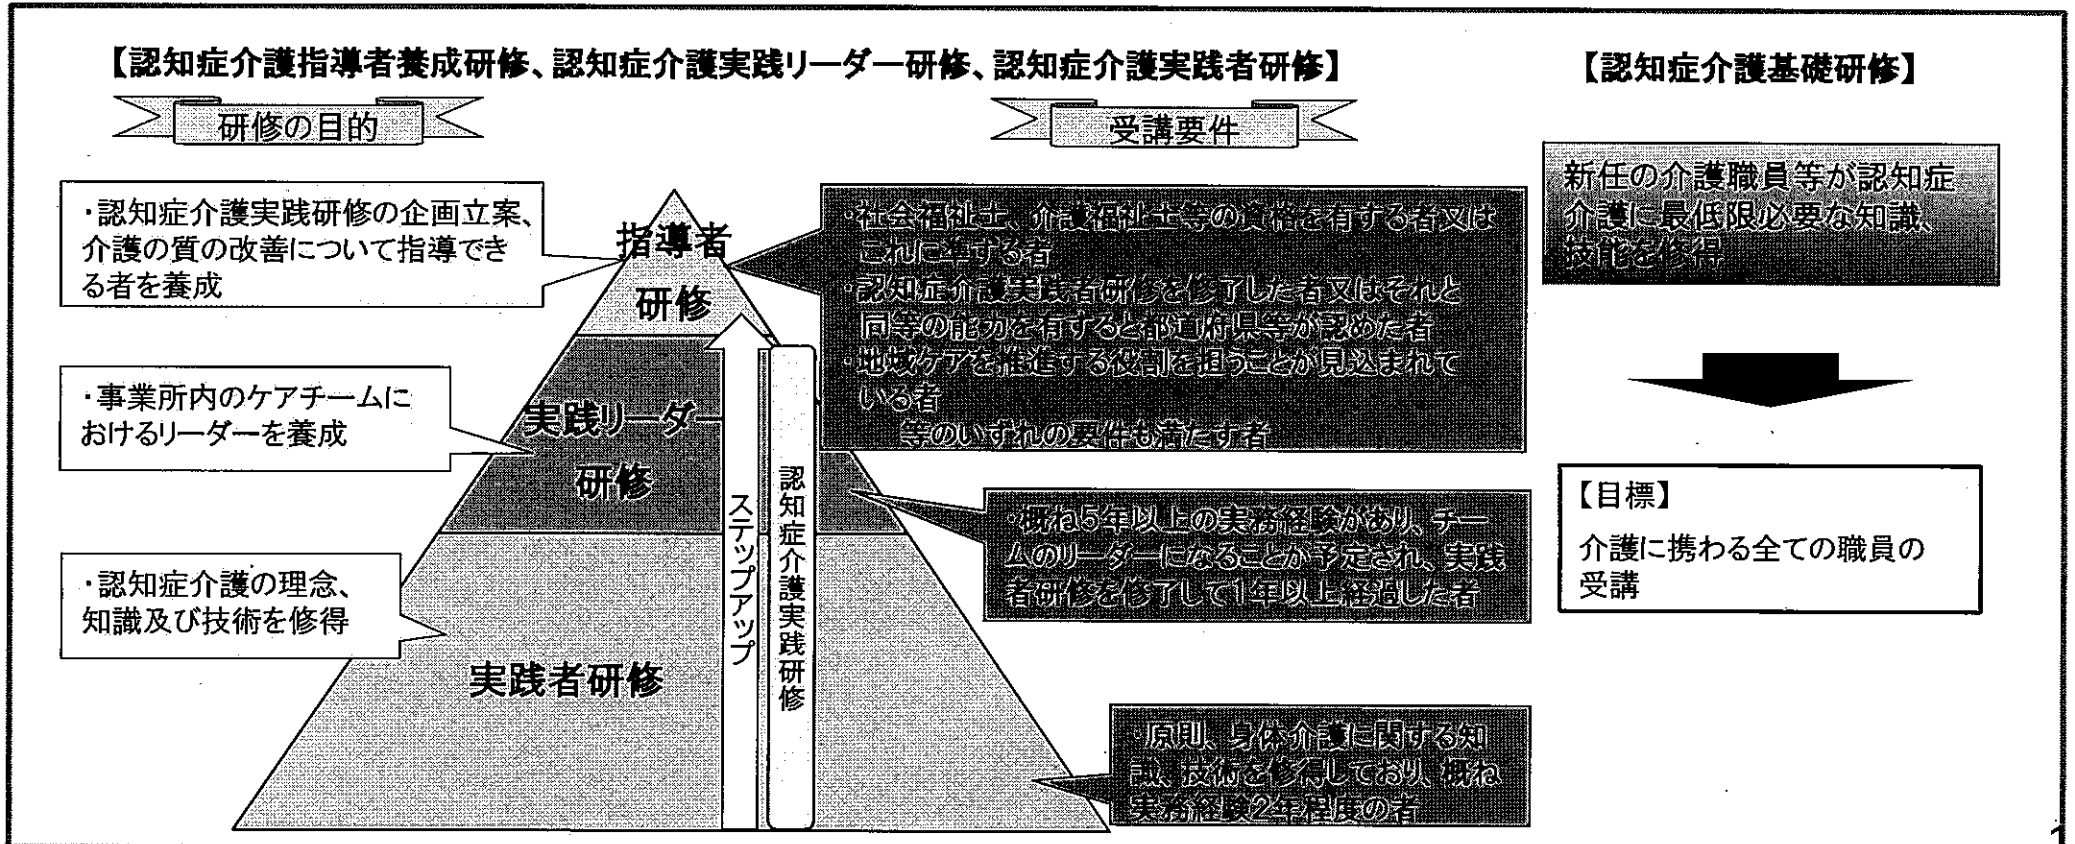 【認知症介護指導者養成研修、認知症介護実践リーダー研修、認知症介護実践者研修】
研修の目的
受講要件
・認知症介護実践研修の企画立案、
介護の質の改善について指導でき
る者を養成
・事業所内のケアチームに
おけるリーダーを養成
・認知症介護の理念、
知識及び技術を修得
指導者
研修
実践リーダー
研修
実践者研修
ステップアップ
認知症介護実践研修
・社会福祉士、介護福祉士等の資格を有する者又は
これに準ずる者
・認知症介護実践者研修を修了した者又はそれと
同等の能力を有すると都道府県等が認めた者
・地域ケアを推進する役割を担うことが見込まれて
いる者
等のいずれの要件も満たす者
・概ね5年以上の実務経験があり、チー
ムのリーダーになることが予定され、実践
者研修を修了して1年以上経過した者
・原則、身体介護に関する知
識、技術を修得しており、概ね
実務経験2年程度の者
【認知症介護基礎研修】
新任の介護職員等が認知症
介護に最低限必要な知識、
技能を修得
【目標】
介護に携わる全ての職員の
受講
1